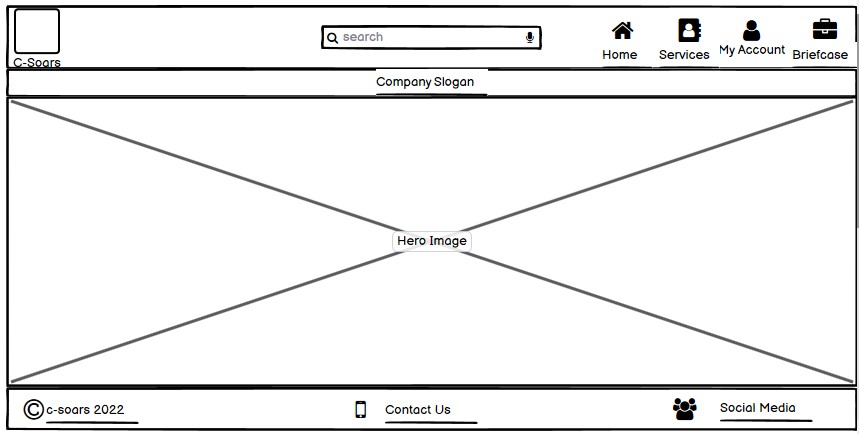 search
Home
Services
My Account
Briefcase
C-Soars
Company Slogan
Hero Image
© c-soars 2022
Contact Us
Social Media